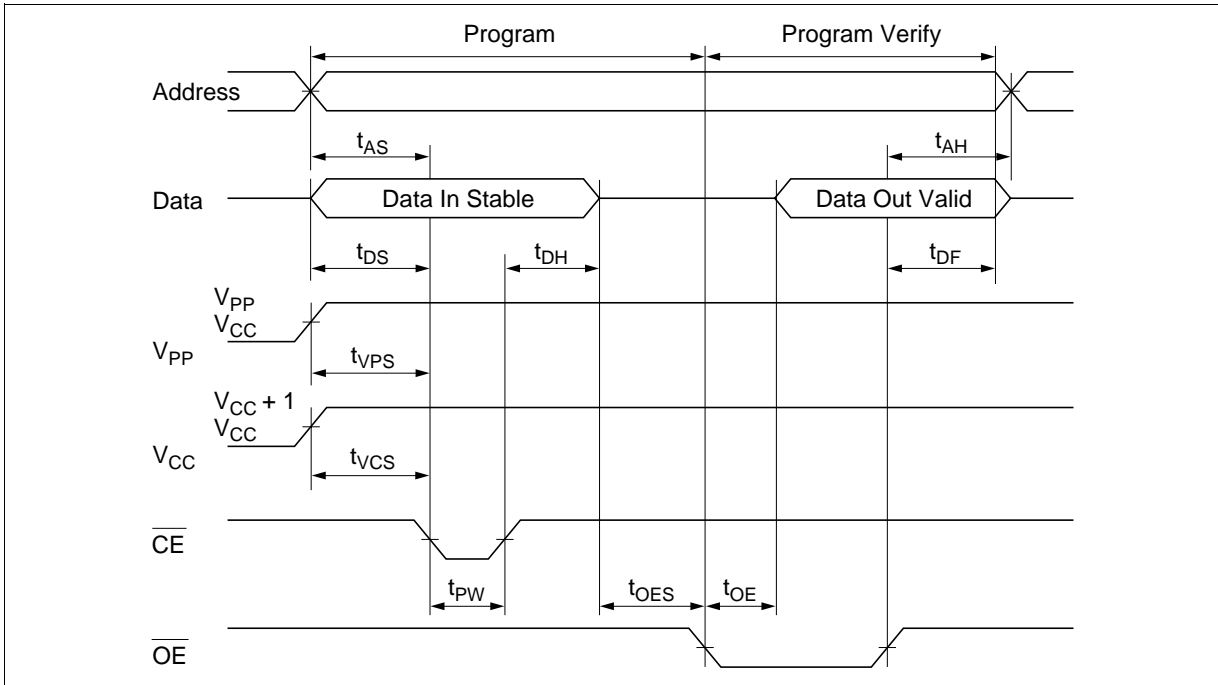 Program Program Verify
Address
tAS tAH
Data Data In Stable Data Out Valid
tDS tDH tDF
VPP
VCC
VPP tVPS
VCC + 1
VCC
VCC tVCS
CE
tPW tOES tOE
OE